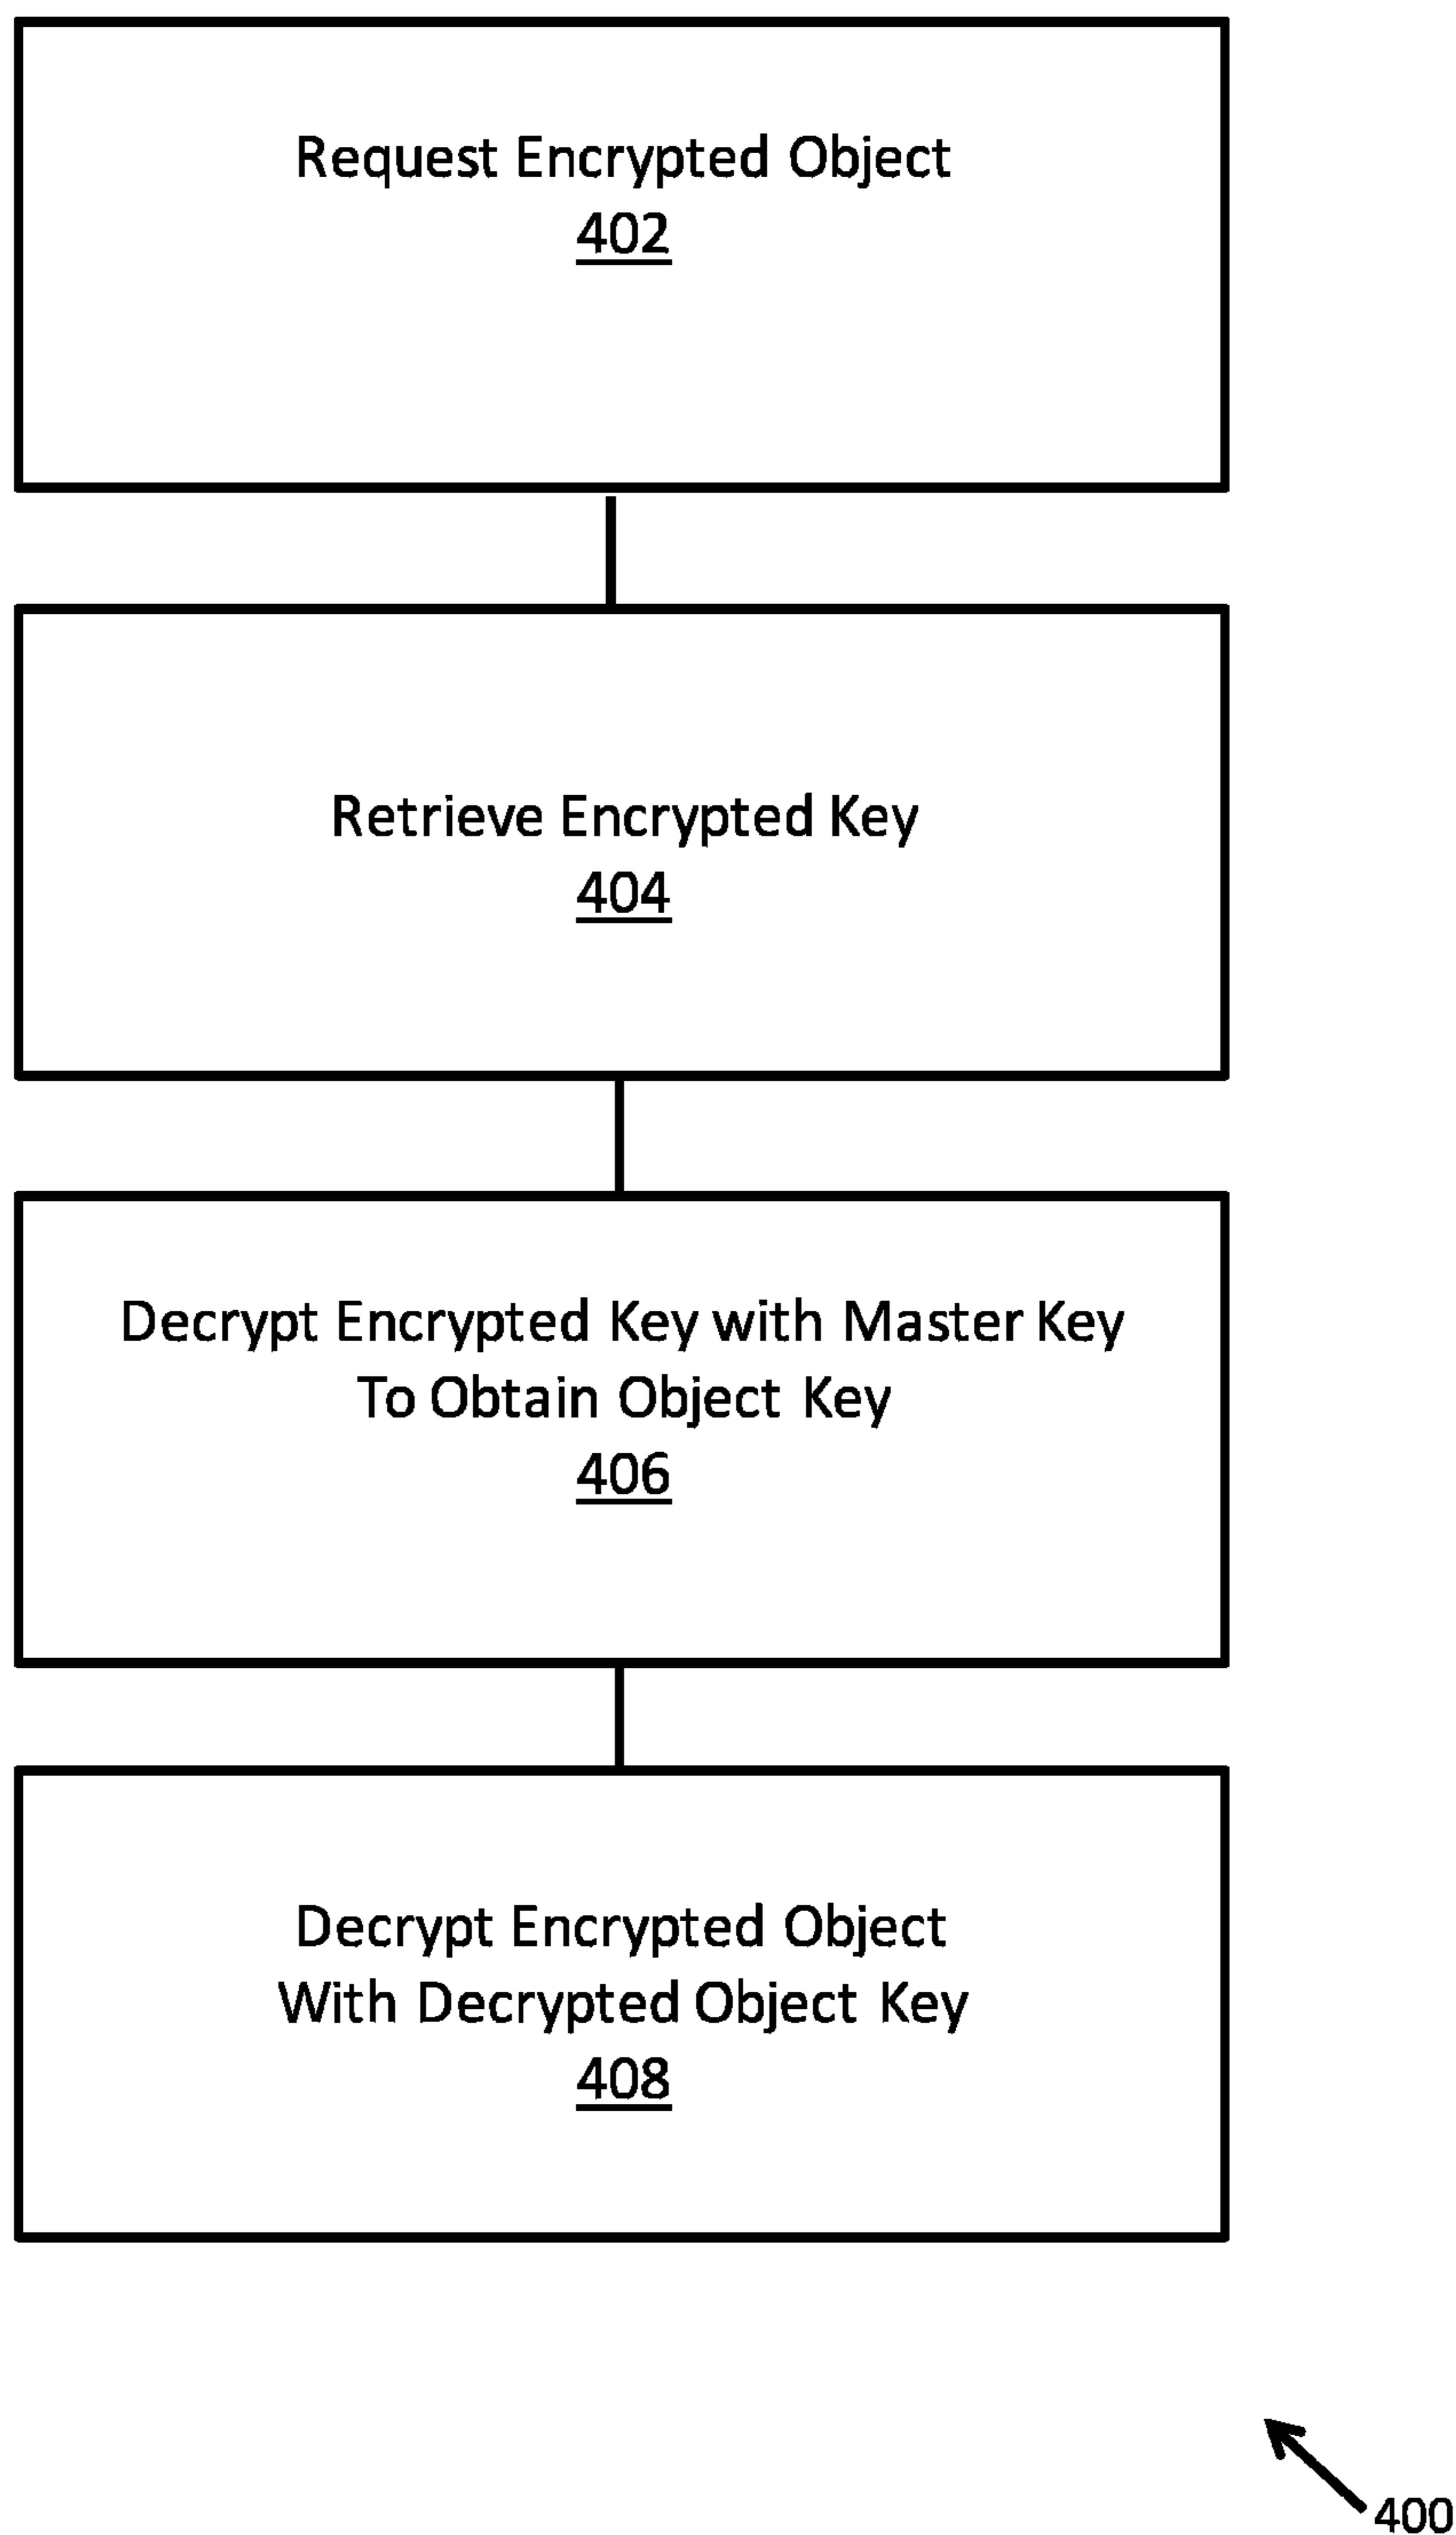 Request Encrypted Object
402
Retrieve Encrypted Key
404
Decrypt Encrypted Key with Master Key
To Obtain Object Key
406
Decrypt Encrypted Object
With Decrypted Object Key
408
400